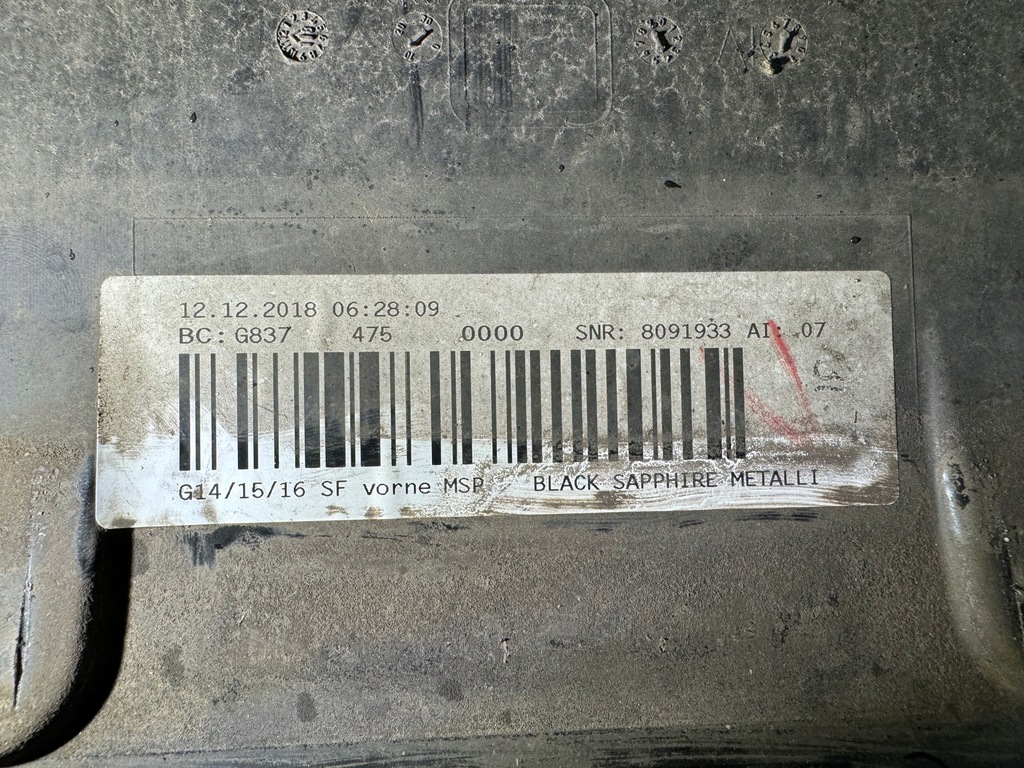 12.12.2018 06:28:09
BC: G837 475 0000 SNR: 8091933 AI: 07
G14/15/16 SF vorne MSP BLACK SAPPHIRE METALLI